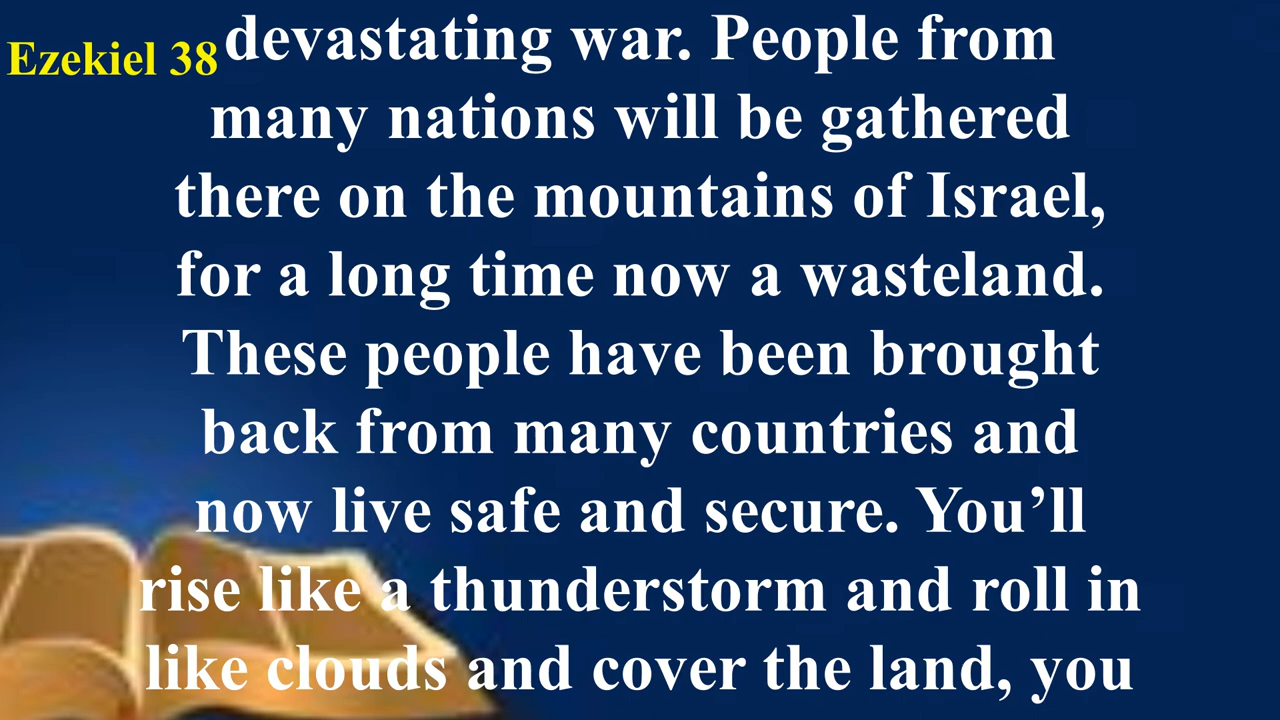 Ezekiel 38
devastating war. People from
many nations will be gathered
there on the mountains of Israel,
for a long time now a wasteland.
These people have been brought
back from many countries and
now live safe and secure. You’ll
rise like a thunderstorm and roll in
like clouds and cover the land, you